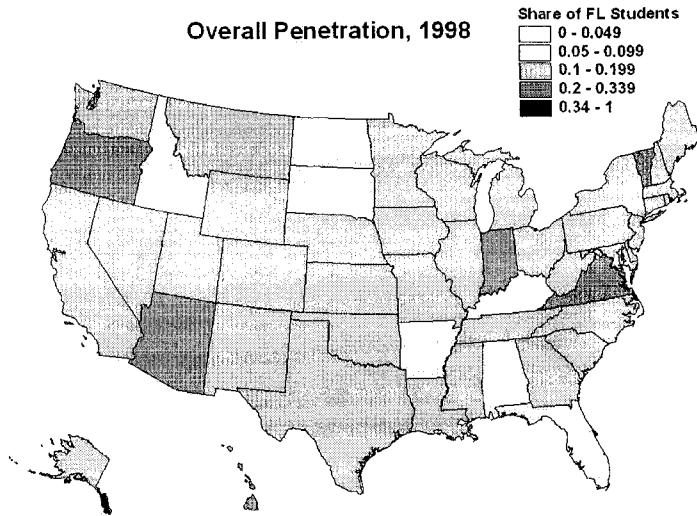 Overall Penetration, 1998
Share of FL Students
0 - 0.049
0.05 - 0.099
0.1 - 0.199
0.2 - 0.339
0.34 - 1